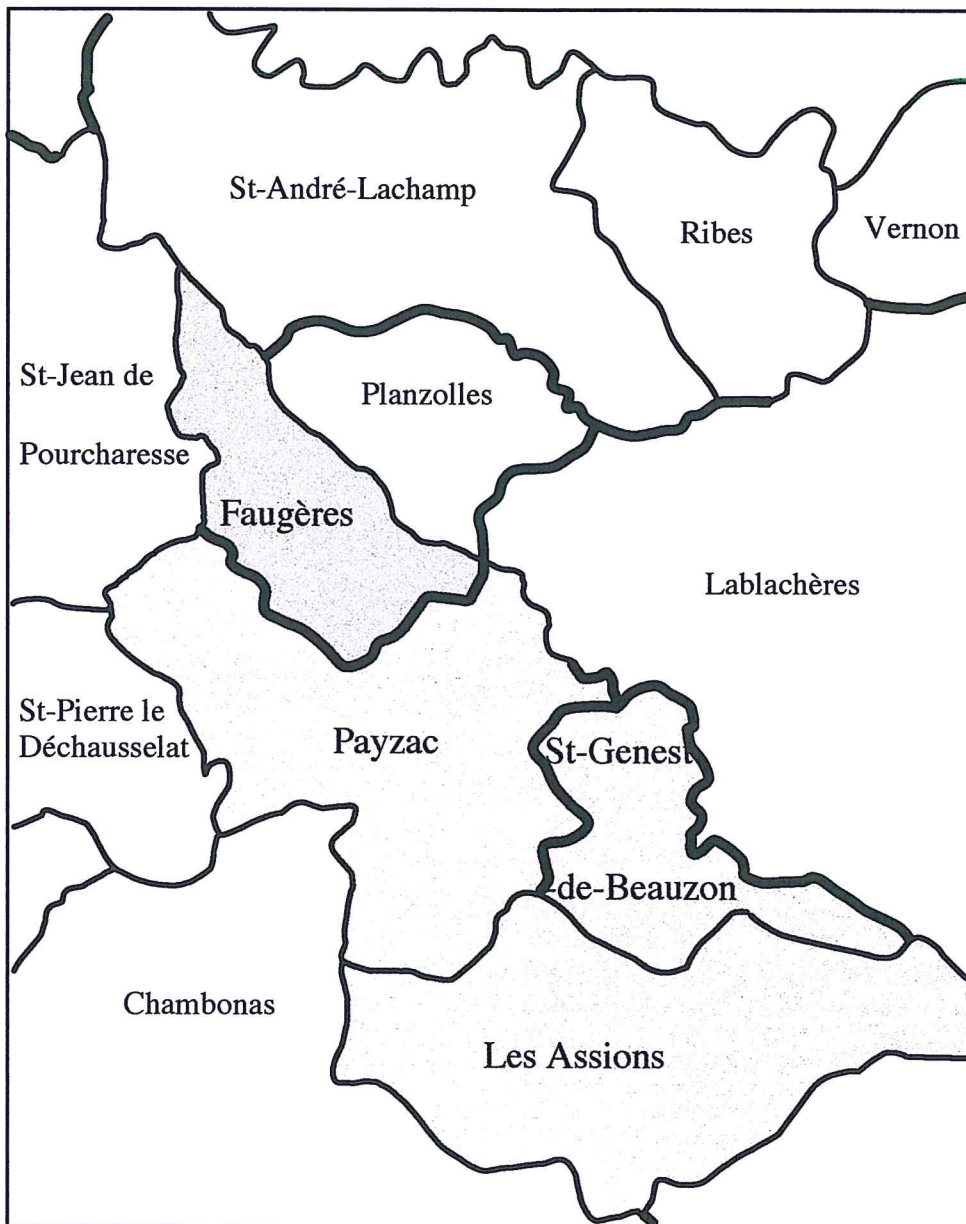 St-André-Lachamp
Ribes
Vernon
St-Jean de
Pourcharesse
Planzolles
Faugères
Lablachères
St-Pierre le
Déchausselat
Payzac
St-Genest
-de-Beauzon
Chambonas
Les Assions